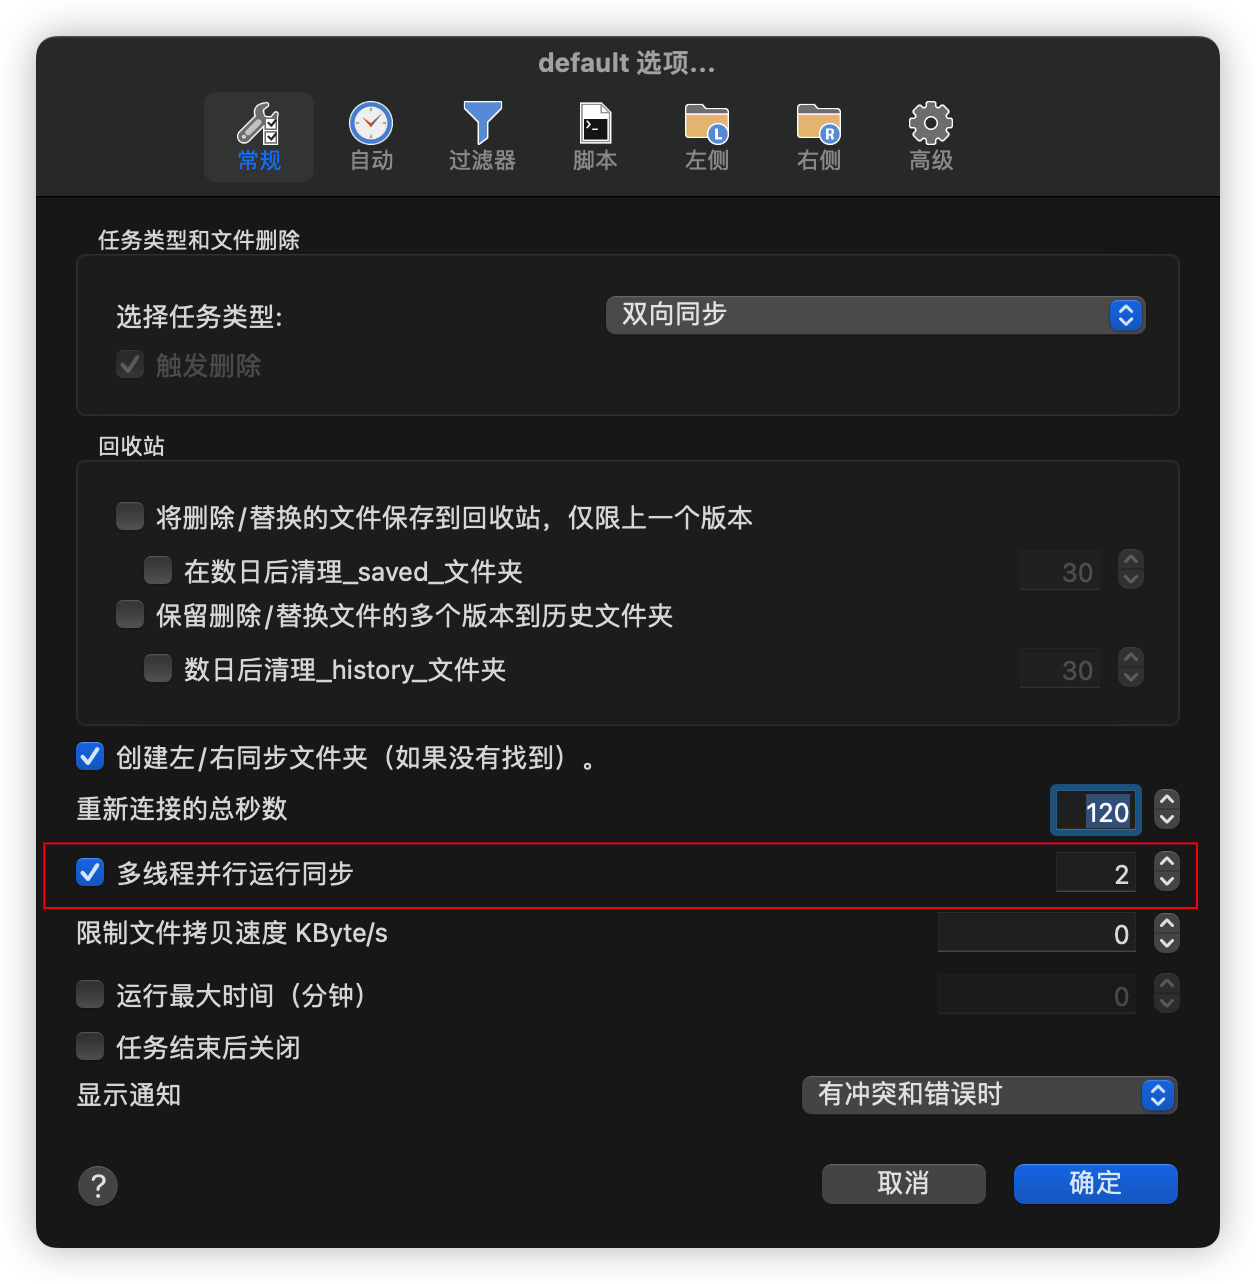 default 选项...
常规
自动
过滤器
脚本
左侧
右侧
高级
任务类型和文件删除
选择任务类型:
双向同步
触发删除
回收站
将删除/替换的文件保存到回收站，仅限上一个版本
在数日后清理_saved_文件夹
30
保留删除/替换文件的多个版本到历史文件夹
数日后清理_history_文件夹
30
创建左/右同步文件夹（如果没有找到）。
重新连接的总秒数
120
多线程并行运行同步
2
限制文件拷贝速度 KByte/s
0
运行最大时间（分钟）
0
任务结束后关闭
显示通知
有冲突和错误时
?
取消
确定